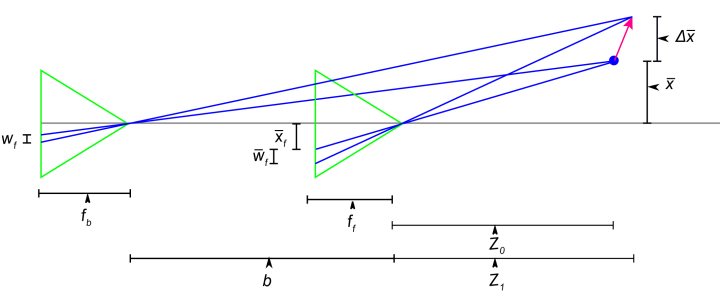 Δx̅
x̅
w_f
x̅_f
w̅_f
f_b
f_f
Z_0
b
Z_1